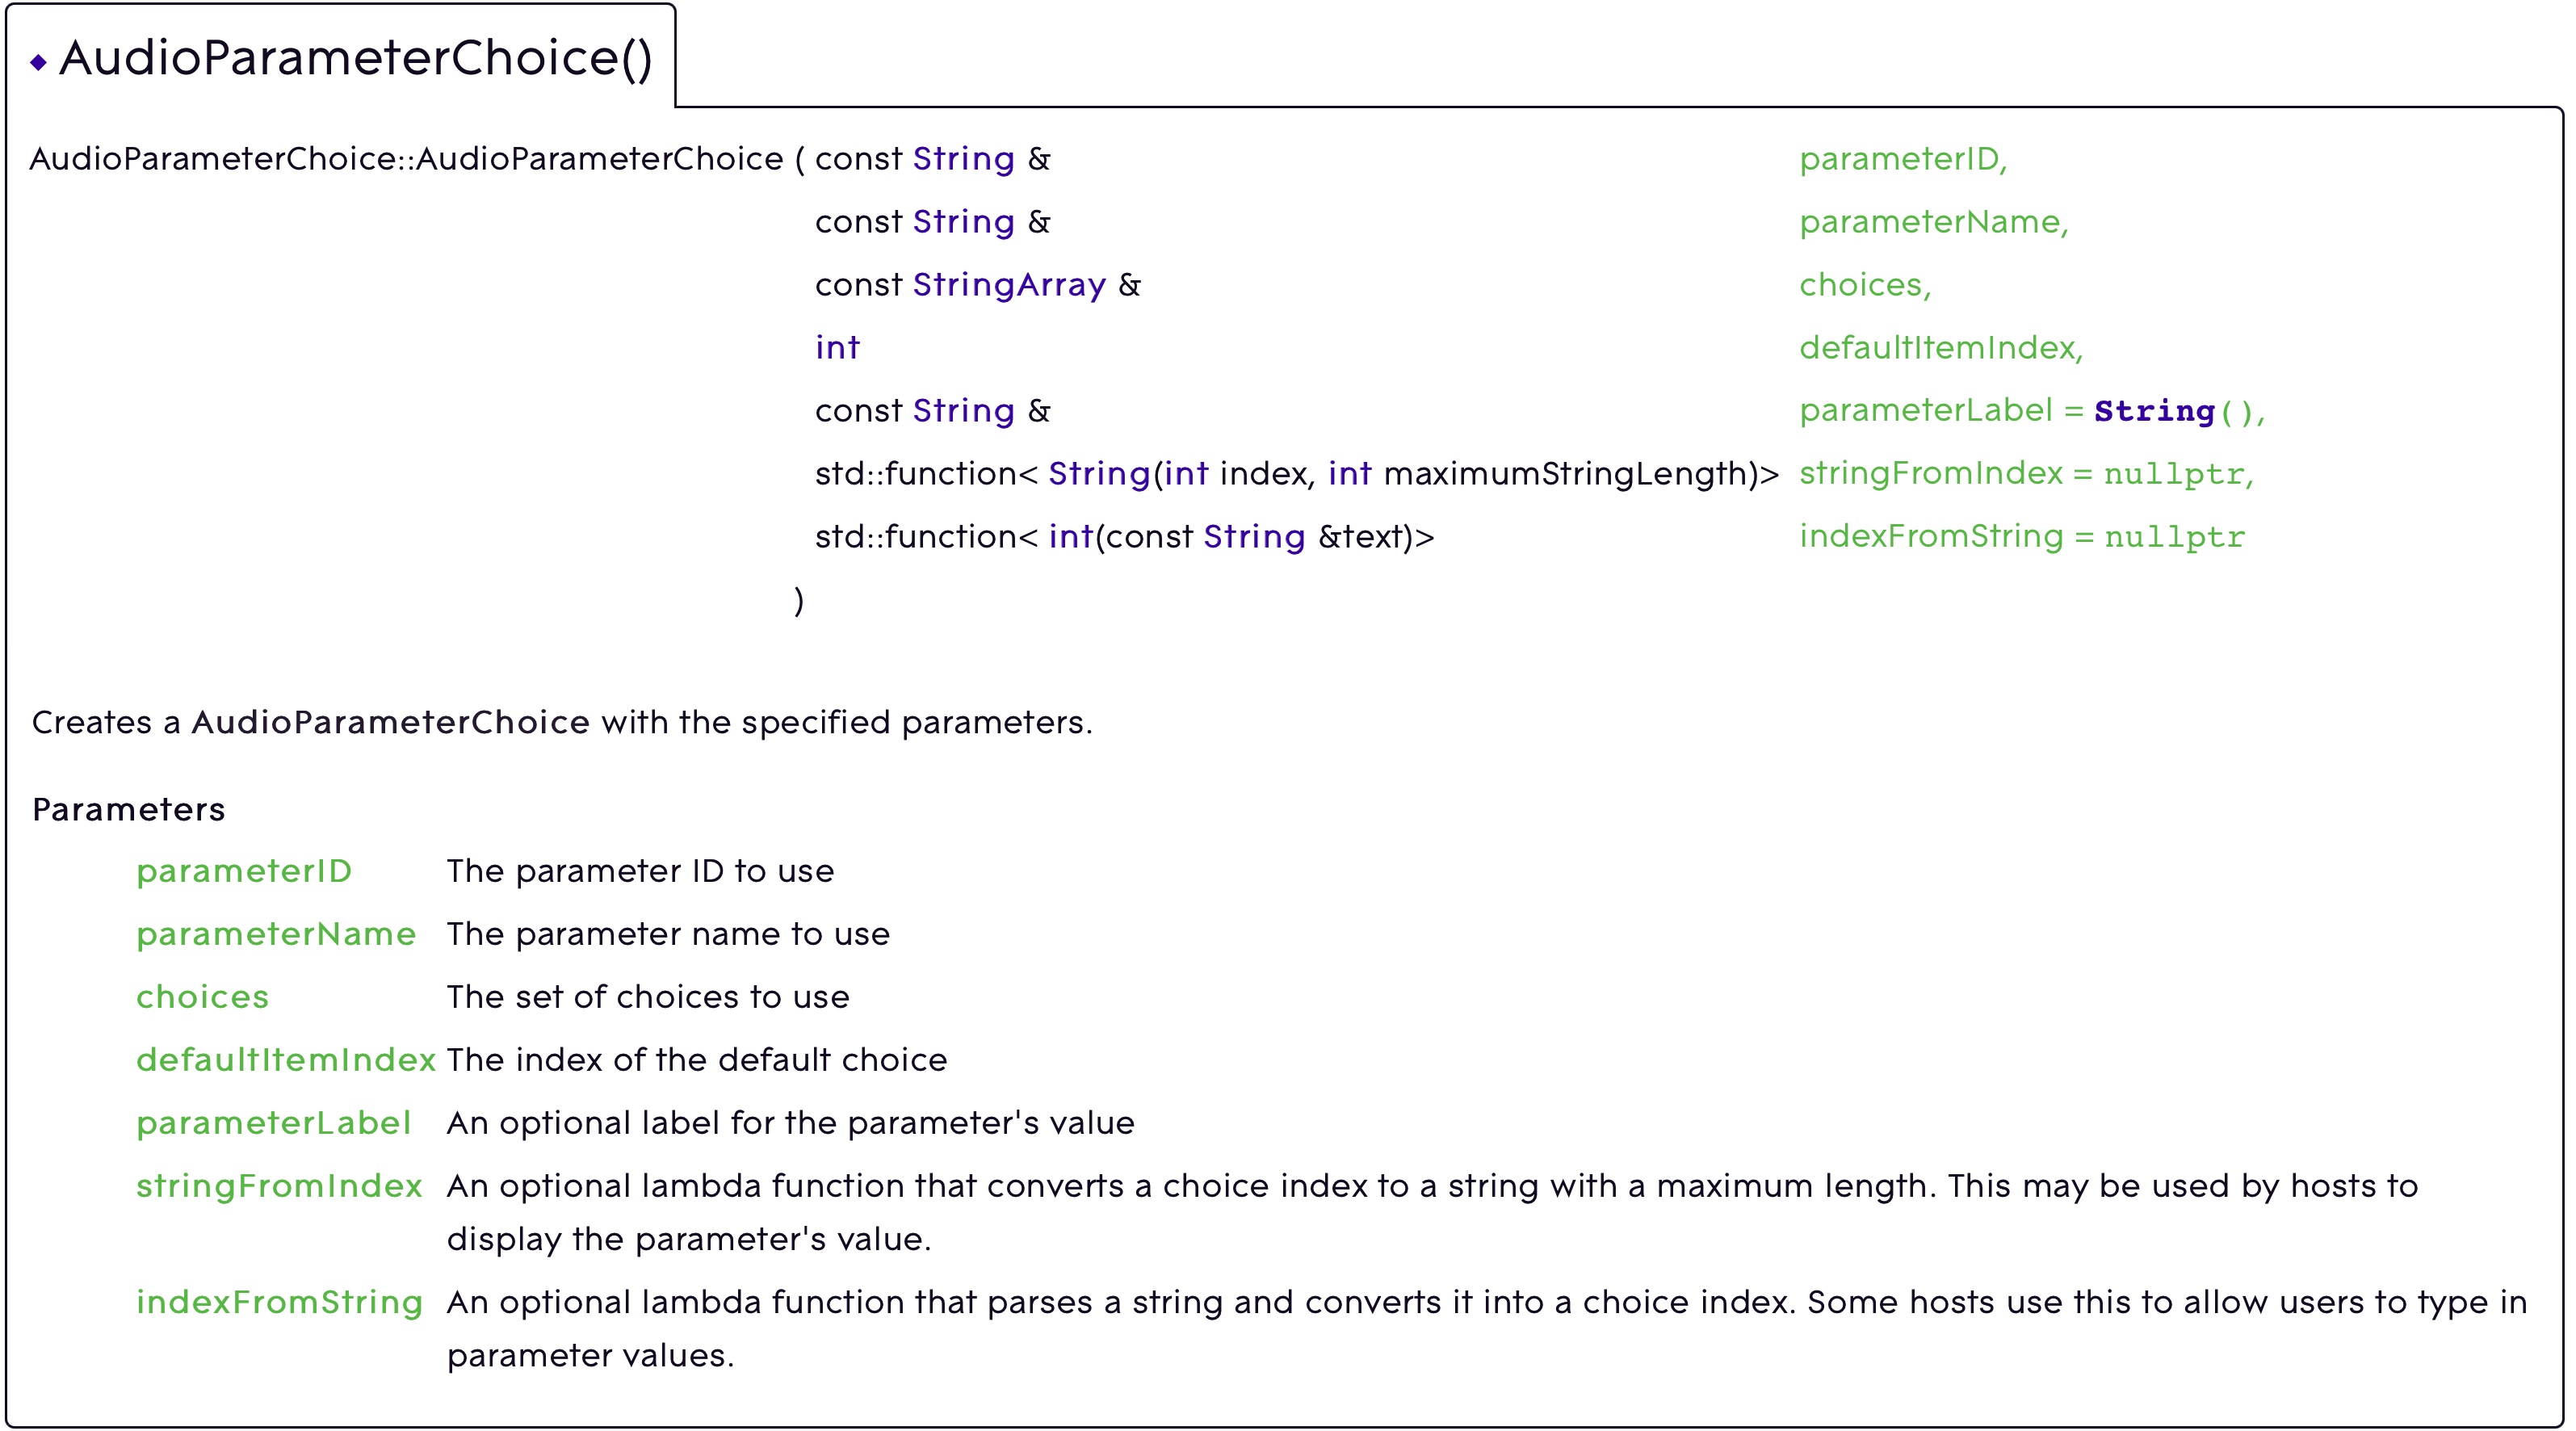 AudioParameterChoice()
AudioParameterChoice::AudioParameterChoice ( const String & parameterID,
const String & parameterName,
const StringArray & choices,
int defaultItemIndex,
const String & parameterLabel = String(),
std::function< String(int index, int maximumStringLength)> stringFromIndex = nullptr,
std::function< int(const String &text)> indexFromString = nullptr
)
Creates a AudioParameterChoice with the specified parameters.
Parameters
parameterID The parameter ID to use
parameterName The parameter name to use
choices The set of choices to use
defaultItemIndex The index of the default choice
parameterLabel An optional label for the parameter's value
stringFromIndex An optional lambda function that converts a choice index to a string with a maximum length. This may be used by hosts to
display the parameter's value.
indexFromString An optional lambda function that parses a string and converts it into a choice index. Some hosts use this to allow users to type in
parameter values.